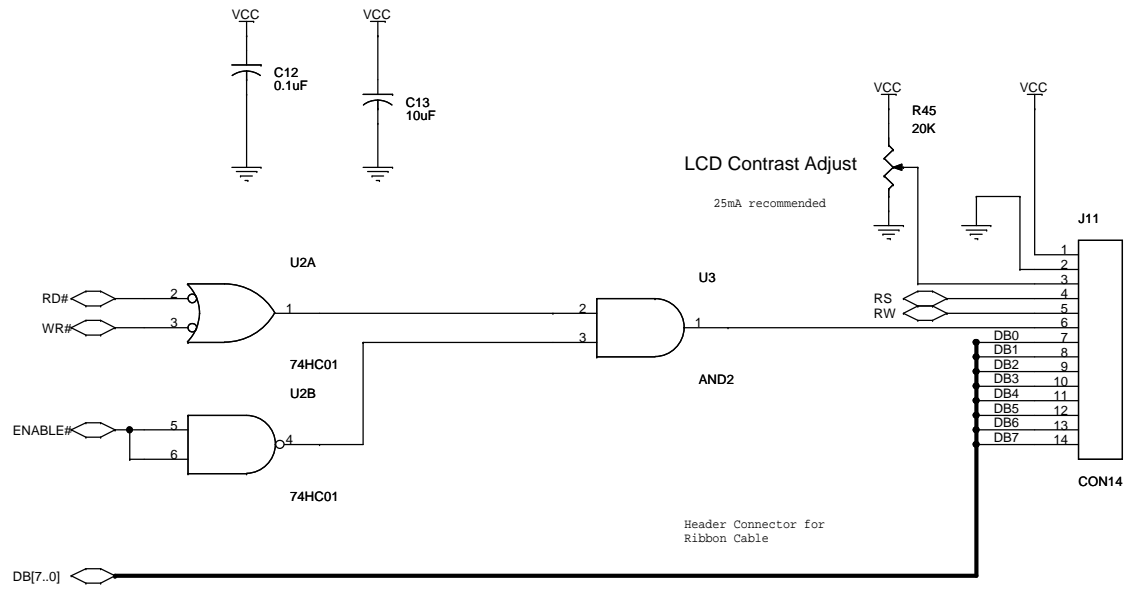 VCC
VCC
C12
0.1uF
C13
10uF
VCC
VCC
R45
20K
LCD Contrast Adjust
25mA recommended
J11
U2A
U3
1
2
3
4
5
6
7
8
9
10
11
12
13
14
RS
RW
DB0
DB1
DB2
DB3
DB4
DB5
DB6
DB7
RD#
2
1
WR#
3
2
3
1
74HC01
AND2
U2B
ENABLE#
5
6
4
74HC01
CON14
Header Connector for
Ribbon Cable
DB[7..0]